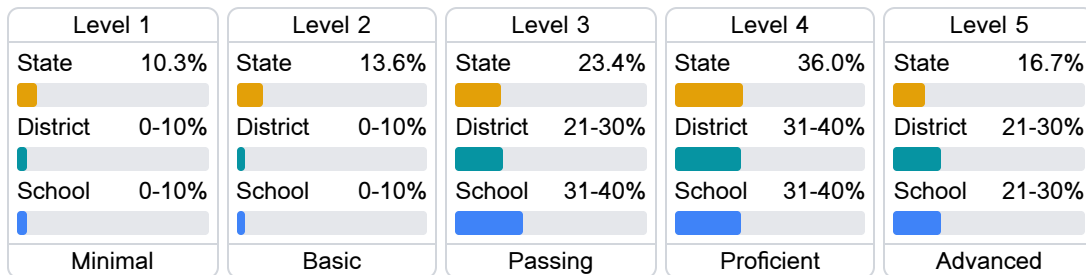 Level 1
State 10.3%
District 0-10%
School 0-10%
Minimal
Level 2
State 13.6%
District 0-10%
School 0-10%
Basic
Level 3
State 23.4%
District 21-30%
School 31-40%
Passing
Level 4
State 36.0%
District 31-40%
School 31-40%
Proficient
Level 5
State 16.7%
District 21-30%
School 21-30%
Advanced